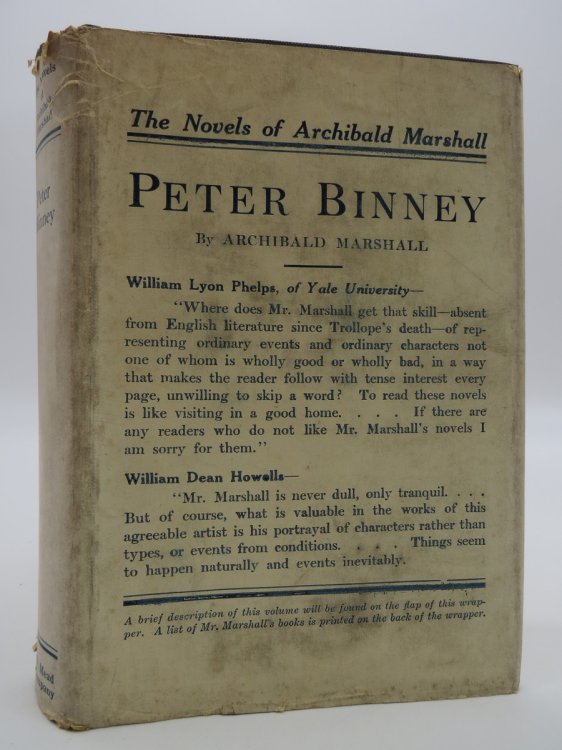 The Novels of Archibald Marshall
PETER BINNEY
By ARCHIBALD MARSHALL
William Lyon Phelps, of Yale University—
"Where does Mr. Marshall get that skill—absent
from English literature since Trollope's death—of rep-
resenting ordinary events and ordinary characters not
one of whom is wholly good or wholly bad, in a way
that makes the reader follow with tense interest every
page, unwilling to skip a word? To read these novels
is like visiting in a good home. . . . If there are
any readers who do not like Mr. Marshall's novels I
am sorry for them."
William Dean Howells—
"Mr. Marshall is never dull, only tranquil. . . .
But of course, what is valuable in the works of this
agreeable artist is his portrayal of characters rather than
types, or events from conditions. . . . Things seem
to happen naturally and events inevitably.
A brief description of this volume will be found on the flap of this wrap-
per. A list of Mr. Marshall's books is printed on the back of the wrapper.
Peter
Binney
Mead